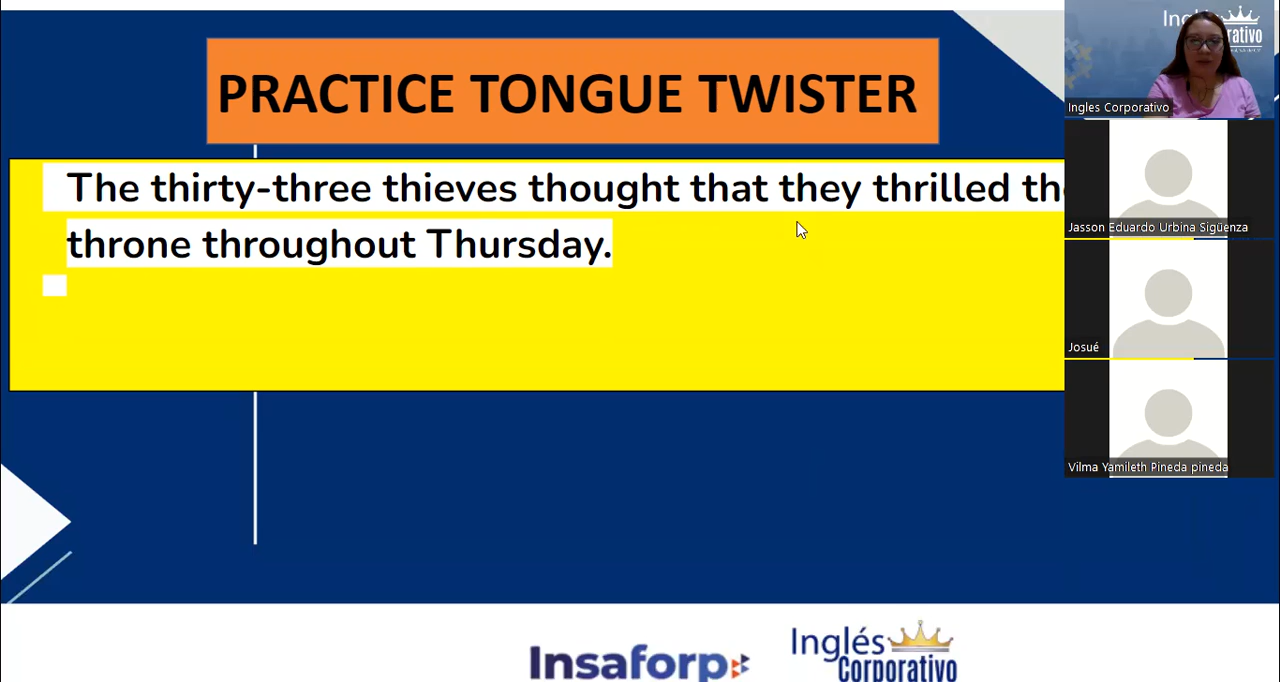 PRACTICE TONGUE TWISTER
The thirty-three thieves thought that they thrilled
throne throughout Thursday.
Ingles Corporativo
Jasson Eduardo Urbina Sigüenza
Josué
Vilma Yamileth Pineda pineda
Insaforp
Inglés
Corporativo